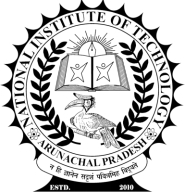 NATIONAL INSTITUTE OF TECHNOLOGY
ARUNACHAL PRADESH
न हि ज्ञानेन सदृशं पवित्रमिह विद्यते
ESTD. 2010